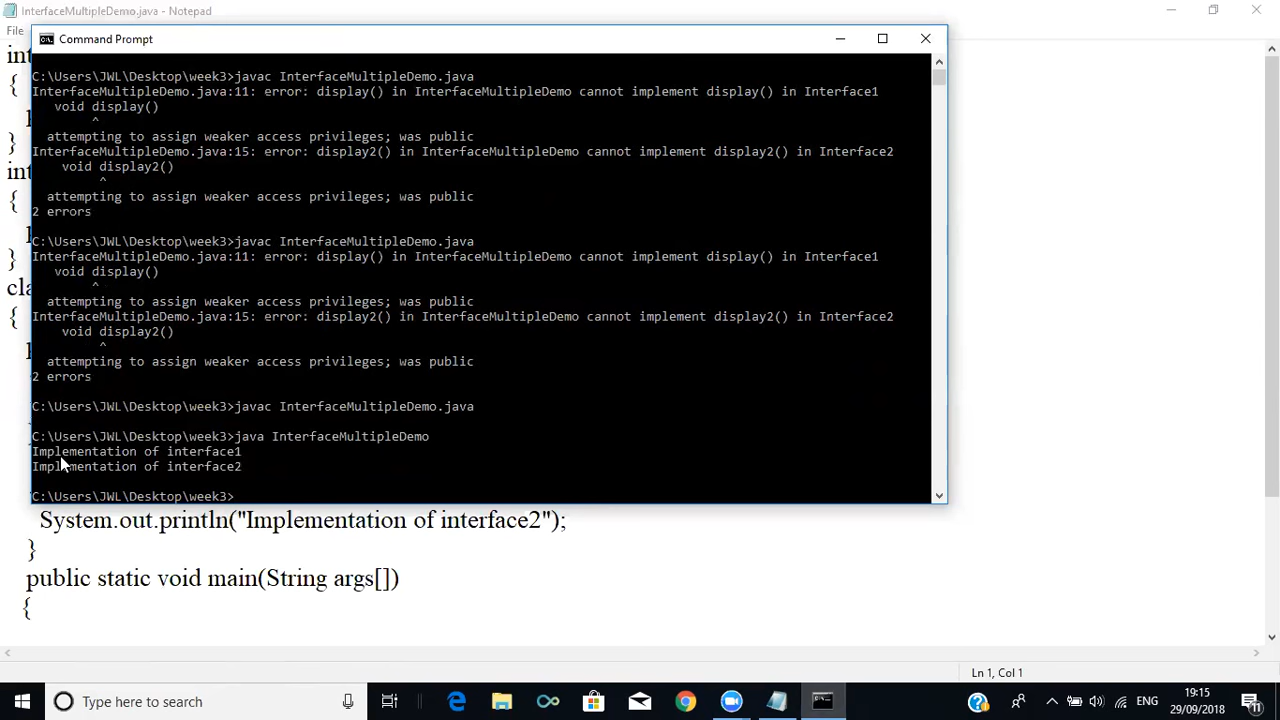 InterfaceMultipleDemo.java - Notepad
File
Command Prompt
int
{
p
}
int
{
}
cla
{
C:\Users\JWL\Desktop\week3>javac InterfaceMultipleDemo.java
InterfaceMultipleDemo.java:11: error: display() in InterfaceMultipleDemo cannot implement display() in Interface1
void display()
^
attempting to assign weaker access privileges; was public
InterfaceMultipleDemo.java:15: error: display2() in InterfaceMultipleDemo cannot implement display2() in Interface2
void display2()
^
attempting to assign weaker access privileges; was public
2 errors
C:\Users\JWL\Desktop\week3>javac InterfaceMultipleDemo.java
InterfaceMultipleDemo.java:11: error: display() in InterfaceMultipleDemo cannot implement display() in Interface1
void display()
^
attempting to assign weaker access privileges; was public
InterfaceMultipleDemo.java:15: error: display2() in InterfaceMultipleDemo cannot implement display2() in Interface2
void display2()
^
attempting to assign weaker access privileges; was public
2 errors
C:\Users\JWL\Desktop\week3>javac InterfaceMultipleDemo.java
C:\Users\JWL\Desktop\week3>java InterfaceMultipleDemo
Implementation of interface1
Implementation of interface2
C:\Users\JWL\Desktop\week3>
System.out.println("Implementation of interface2");
}
public static void main(String args[])
{
Ln 1, Col 1
Type here to search
ENG
19:15
29/09/2018
11